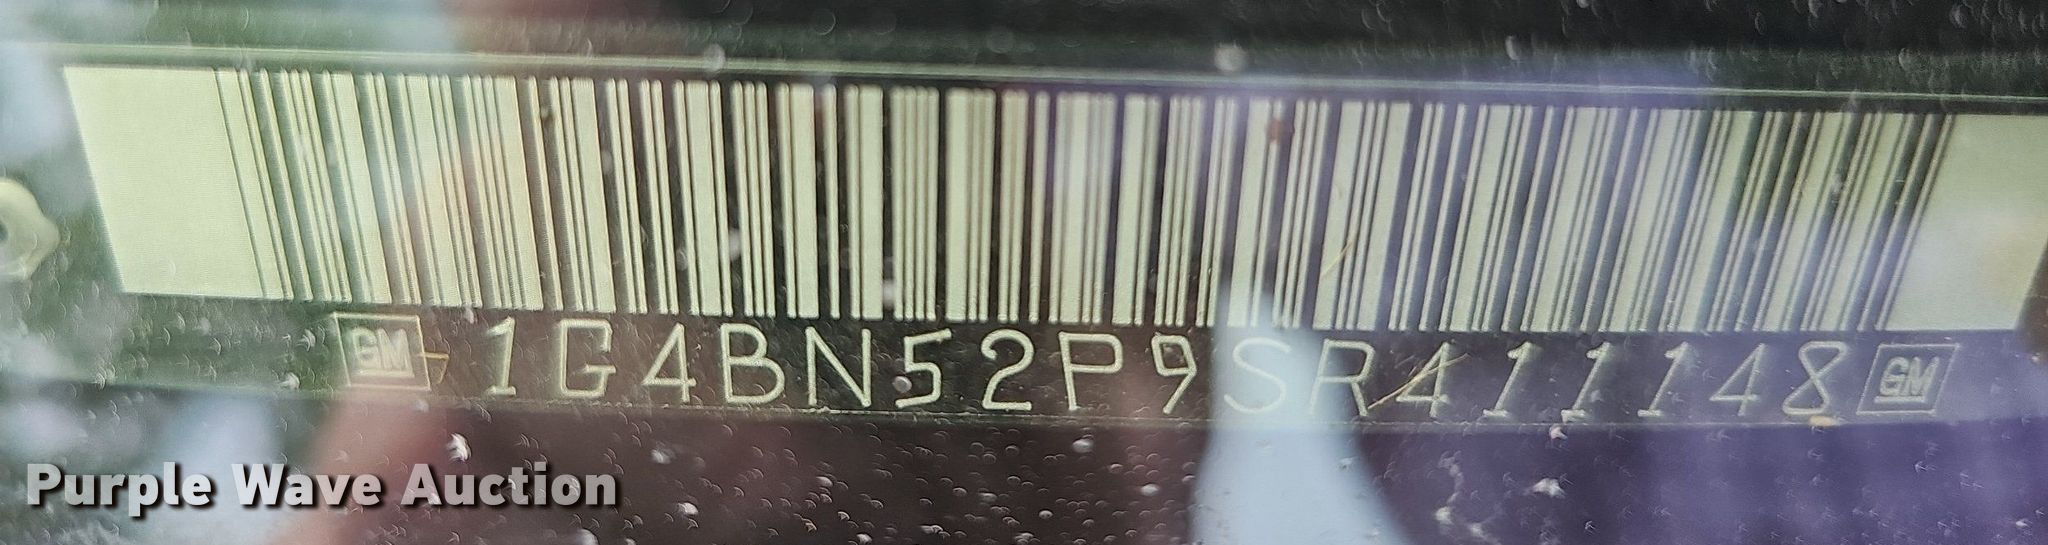 GM 1G4BN52P9SR411148 GM
Purple Wave Auction